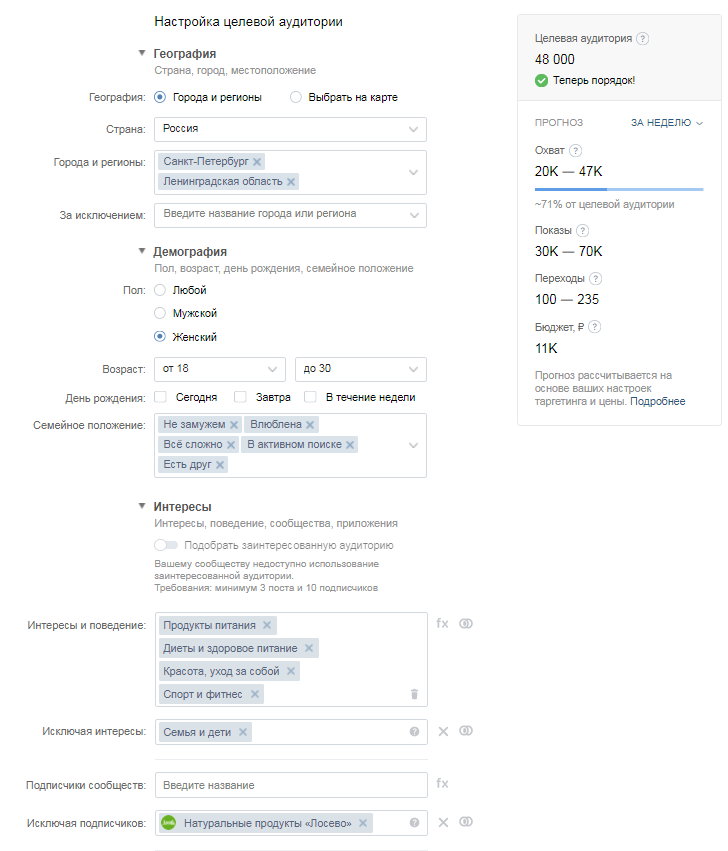 Настройка целевой аудитории
География
Страна, город, местоположение
География: Города и регионы Выбрать на карте
Страна: Россия
Города и регионы: Санкт-Петербург
Ленинградская область
За исключением: Введите название города или региона
Демография
Пол, возраст, день рождения, семейное положение
Пол: Любой
Мужской
Женский
Возраст: от 18 до 30
День рождения: Сегодня Завтра В течение недели
Семейное положение: Не замужем Влюблена
Всё сложно В активном поиске
Есть друг
Интересы
Интересы, поведение, сообщества, приложения
Подобрать заинтересованную аудиторию
Вашему сообществу недоступно использование
заинтересованной аудитории.
Требования: минимум 3 поста и 10 подписчиков
Интересы и поведение: Продукты питания fx
Диеты и здоровое питание
Красота, уход за собой
Спорт и фитнес
Исключая интересы: Семья и дети ?
Подписчики сообществ: Введите название fx
Исключая подписчиков: Натуральные продукты «Лосево» ?
Целевая аудитория ?
48 000
Теперь порядок!
ПРОГНОЗ ЗА НЕДЕЛЮ
Охват ?
20K — 47K
~71% от целевой аудитории
Показы ?
30K — 70K
Переходы ?
100 — 235
Бюджет, ₽ ?
11K
Прогноз рассчитывается на
основе ваших настроек
таргетинга и цены. Подробнее